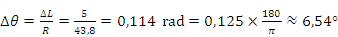 Δθ = ΔL/R = 5/43,8 = 0,114 rad = 0,125 × 180/π ≈ 6,54°